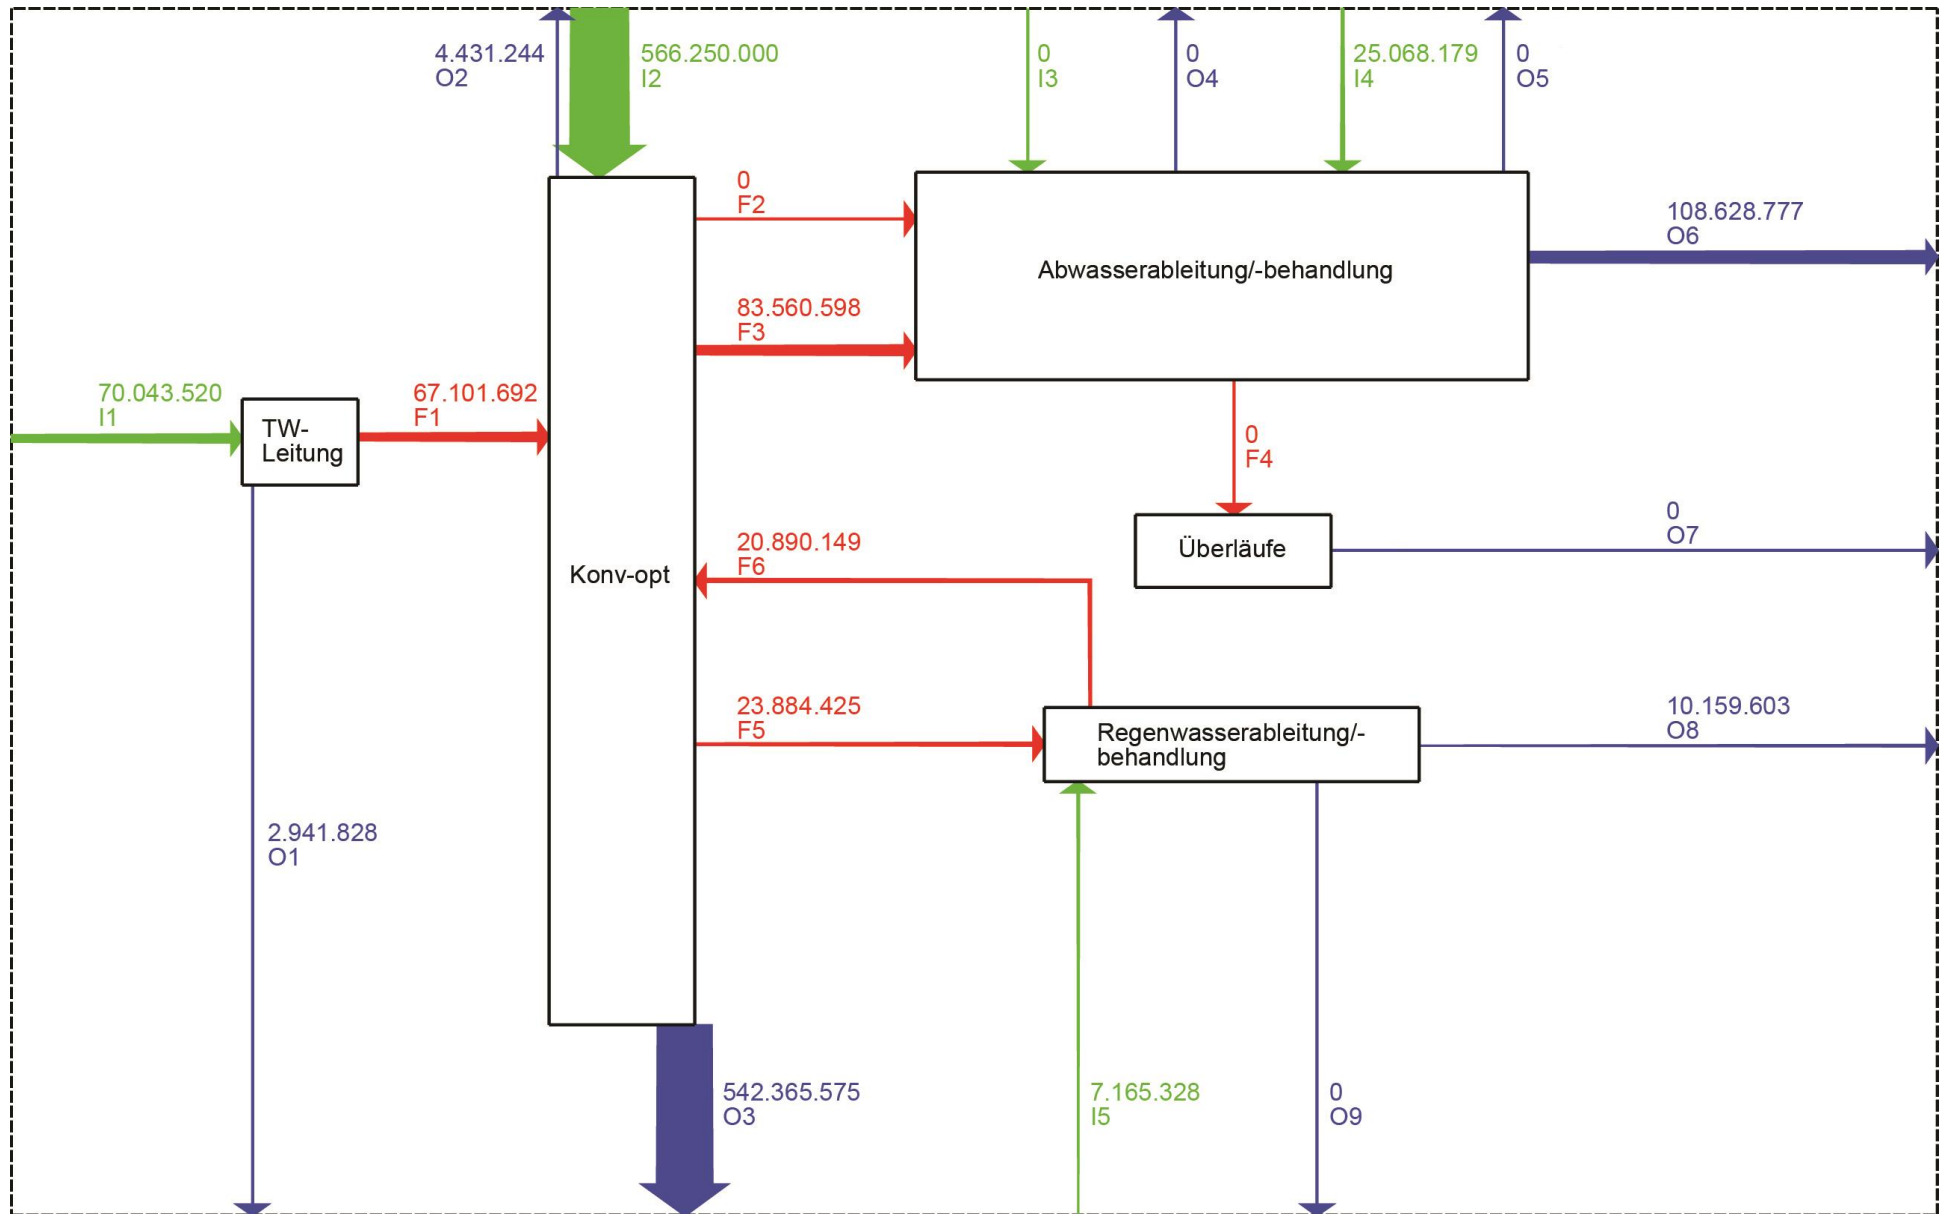 4.431.244
O2
566.250.000
I2
0
I3
0
O4
25.068.179
I4
0
O5
0
F2
108.628.777
O6
Abwasserableitung/-behandlung
83.560.598
F3
70.043.520
I1
TW-
Leitung
67.101.692
F1
0
F4
0
O7
Überläufe
20.890.149
F6
Konv-opt
23.884.425
F5
Regenwasserableitung/-
behandlung
10.159.603
O8
2.941.828
O1
542.365.575
O3
7.165.328
I5
0
O9